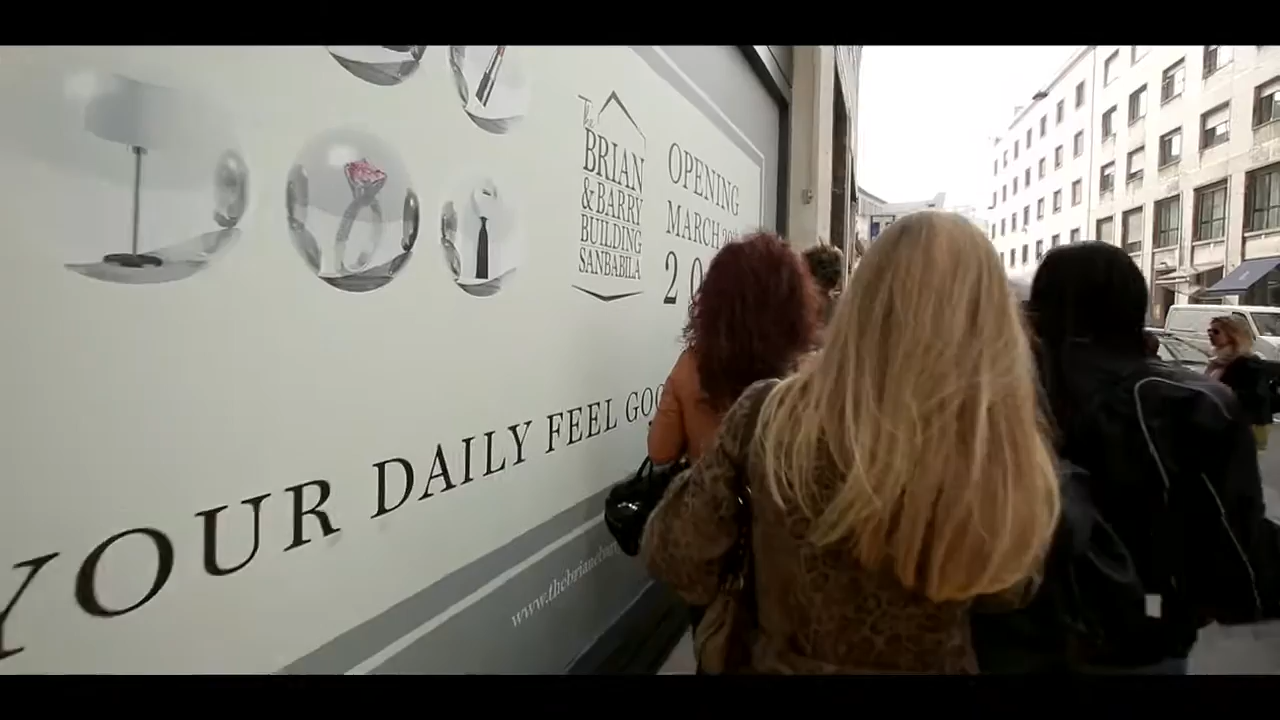 The
BRIAN
&BARRY
BUILDING
SANBABILA
OPENING
MARCH
YOUR DAILY FEEL